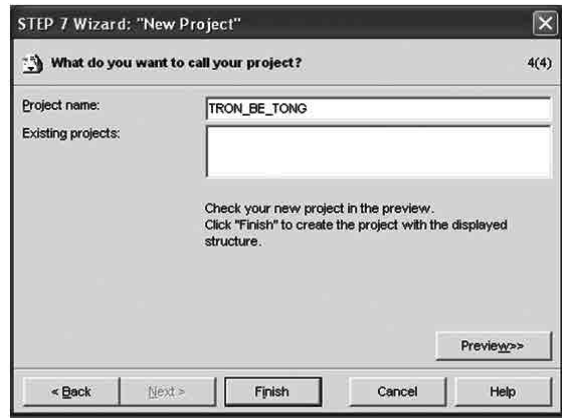 STEP 7 Wizard: "New Project"
What do you want to call your project? 4(4)
Project name: TRON_BE_TONG
Existing projects:
Check your new project in the preview.
Click "Finish" to create the project with the displayed
structure.
Preview>>
< Back Next > Finish Cancel Help